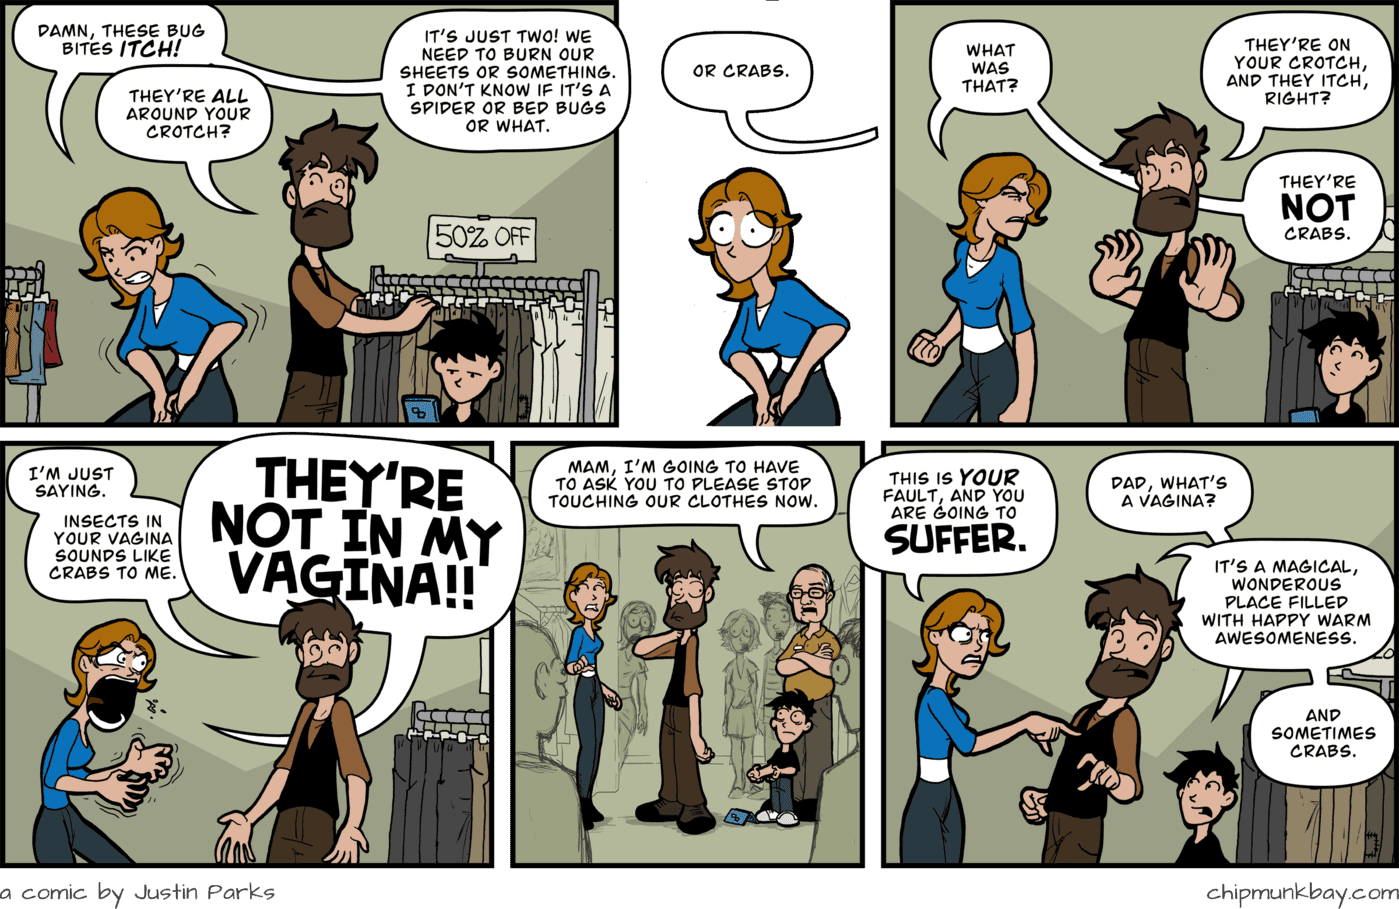 DAMN, THESE BUG
BITES ITCH!
THEY'RE ALL
AROUND YOUR
CROTCH?
IT'S JUST TWO! WE
NEED TO BURN OUR
SHEETS OR SOMETHING.
I DON'T KNOW IF IT'S A
SPIDER OR BED BUGS
OR WHAT.
50% OFF
OR CRABS.
WHAT
WAS
THAT?
THEY'RE ON
YOUR CROTCH,
AND THEY ITCH,
RIGHT?
THEY'RE
NOT
CRABS.
I'M JUST
SAYING.
INSECTS IN
YOUR VAGINA
SOUNDS LIKE
CRABS TO ME.
THEY'RE
NOT IN MY
VAGINA!!
MAM, I'M GOING TO HAVE
TO ASK YOU TO PLEASE STOP
TOUCHING OUR CLOTHES NOW.
THIS IS YOUR
FAULT, AND YOU
ARE GOING TO
SUFFER.
DAD, WHAT'S
A VAGINA?
IT'S A MAGICAL,
WONDEROUS
PLACE FILLED
WITH HAPPY WARM
AWESOMENESS.
AND
SOMETIMES
CRABS.
a comic by Justin Parks
chipmunkbay.com